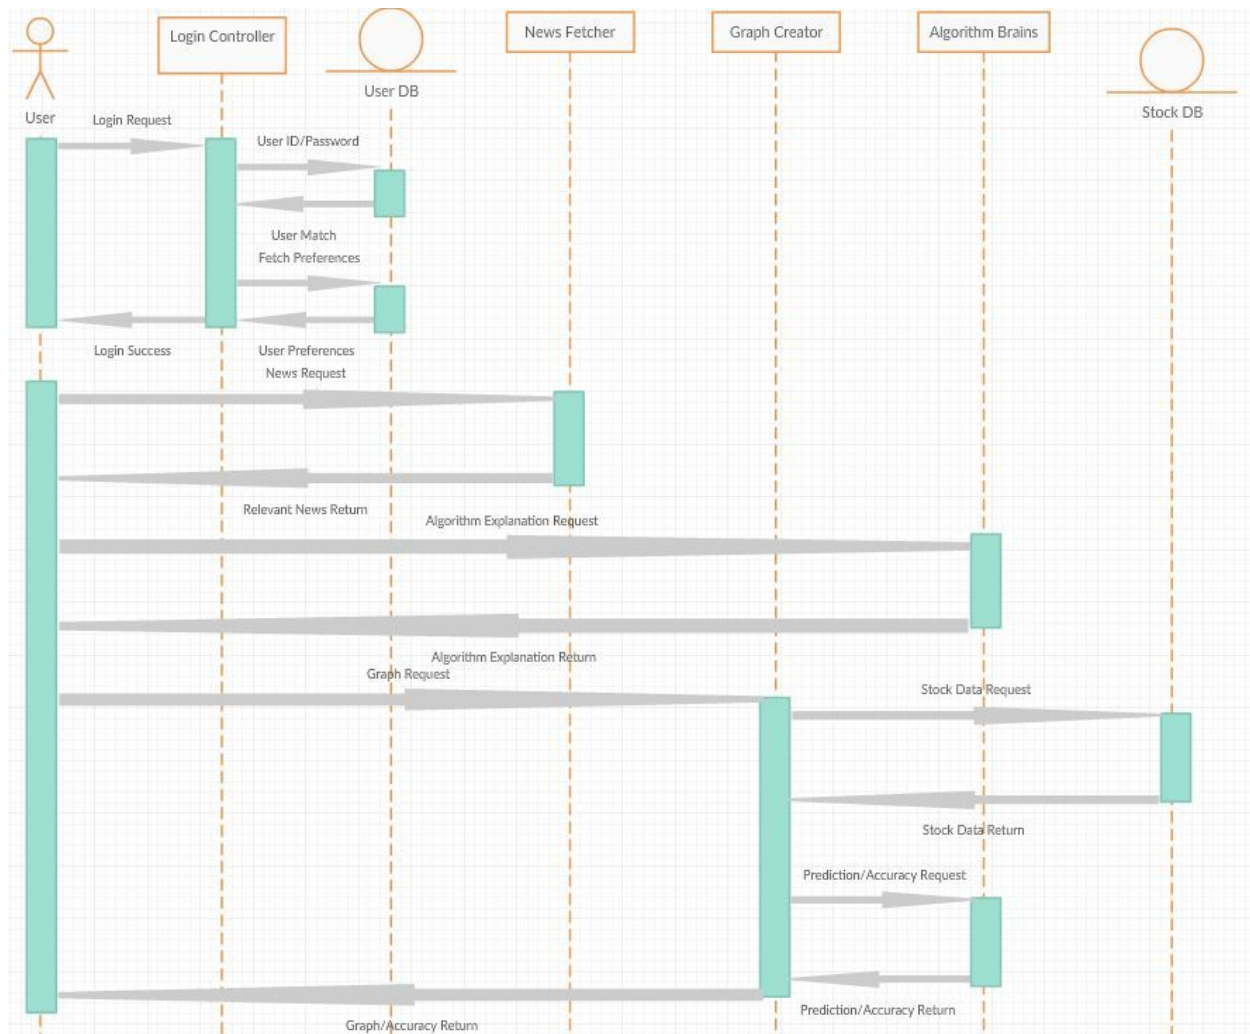 Login Controller
News Fetcher
Graph Creator
Algorithm Brains
User DB
Stock DB
User
Login Request
User ID/Password
User Match
Fetch Preferences
Login Success
User Preferences
News Request
Relevant News Return
Algorithm Explanation Request
Algorithm Explanation Return
Graph Request
Stock Data Request
Stock Data Return
Prediction/Accuracy Request
Prediction/Accuracy Return
Graph/Accuracy Return